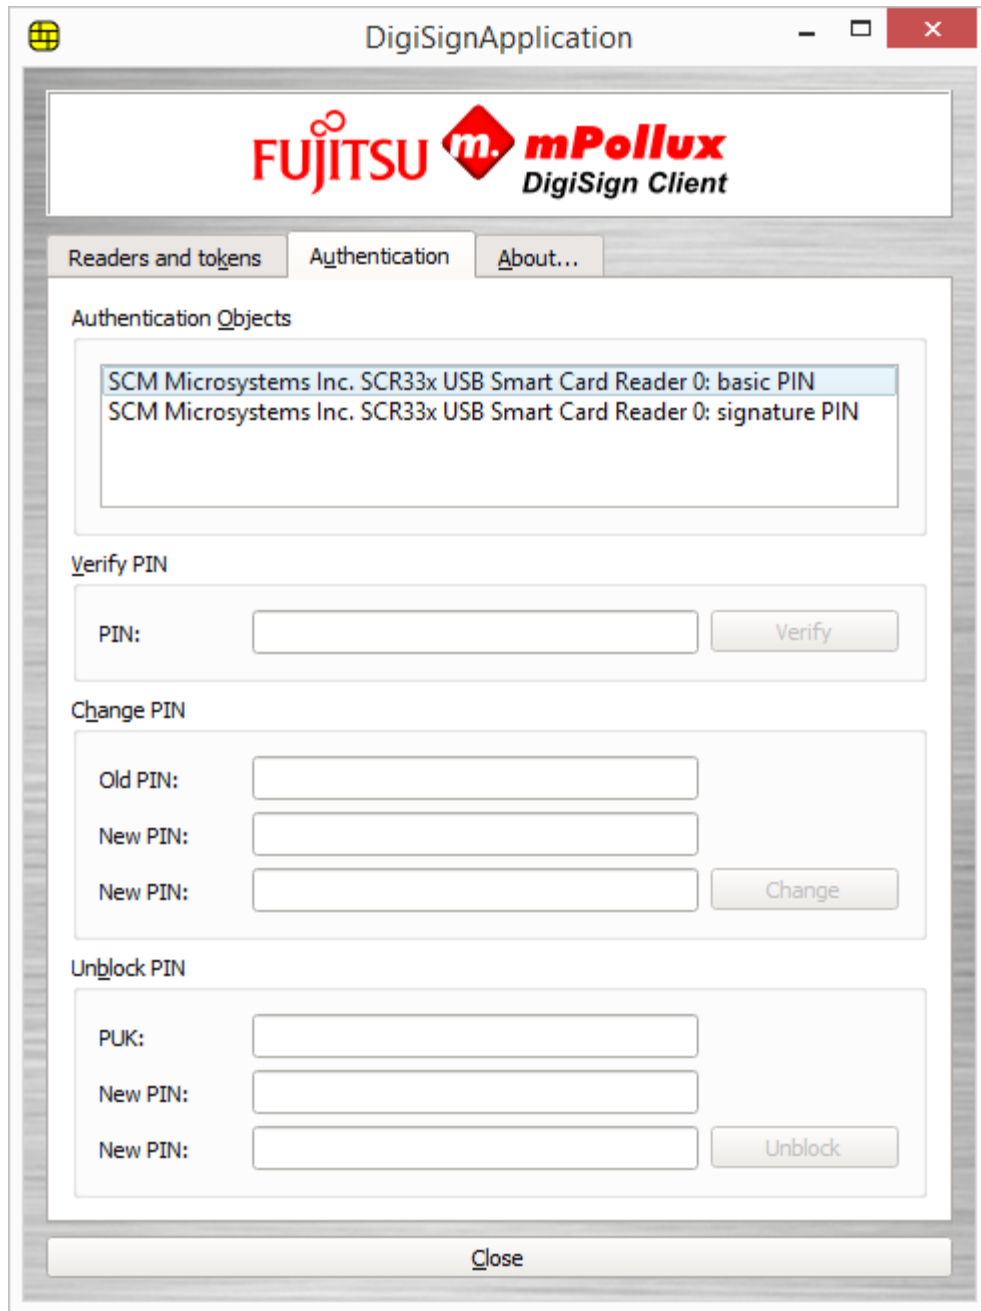 DigiSignApplication
FUJITSU m. mPollux
DigiSign Client
Readers and tokens Authentication About...
Authentication Objects
SCM Microsystems Inc. SCR33x USB Smart Card Reader 0: basic PIN
SCM Microsystems Inc. SCR33x USB Smart Card Reader 0: signature PIN
Verify PIN
PIN: Verify
Change PIN
Old PIN:
New PIN:
New PIN: Change
Unblock PIN
PUK:
New PIN:
New PIN: Unblock
Close